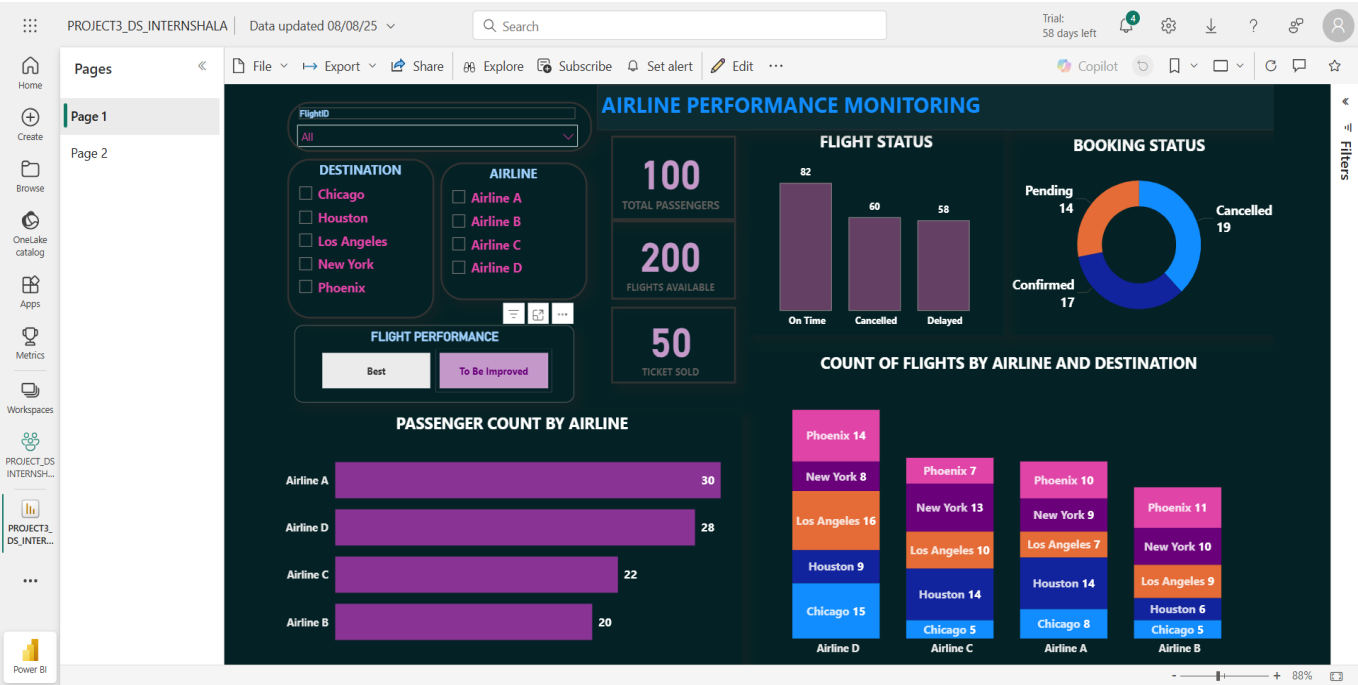 PROJECT3_DS_INTERNSHALA
Data updated 08/08/25
Search
Trial:
58 days left
4
Home
Create
Browse
OneLake
catalog
Apps
Metrics
Workspaces
PROJECT_DS
INTERNSH...
PROJECT3_
DS_INTER...
Power BI
Pages
Page 1
Page 2
File
Export
Share
Explore
Subscribe
Set alert
Edit
Copilot
Filters
FlightID
All
AIRLINE PERFORMANCE MONITORING
DESTINATION
Chicago
Houston
Los Angeles
New York
Phoenix
AIRLINE
Airline A
Airline B
Airline C
Airline D
FLIGHT PERFORMANCE
Best
To Be Improved
100
TOTAL PASSENGERS
200
FLIGHTS AVAILABLE
50
TICKET SOLD
FLIGHT STATUS
82
60
58
On Time
Cancelled
Delayed
BOOKING STATUS
Pending
14
Cancelled
19
Confirmed
17
PASSENGER COUNT BY AIRLINE
Airline A
30
Airline D
28
Airline C
22
Airline B
20
COUNT OF FLIGHTS BY AIRLINE AND DESTINATION
Phoenix 14
New York 8
Los Angeles 16
Houston 9
Chicago 15
Airline D
Phoenix 7
New York 13
Los Angeles 10
Houston 14
Chicago 5
Airline C
Phoenix 10
New York 9
Los Angeles 7
Houston 14
Chicago 8
Airline A
Phoenix 11
New York 10
Los Angeles 9
Houston 6
Chicago 5
Airline B
- + 88%